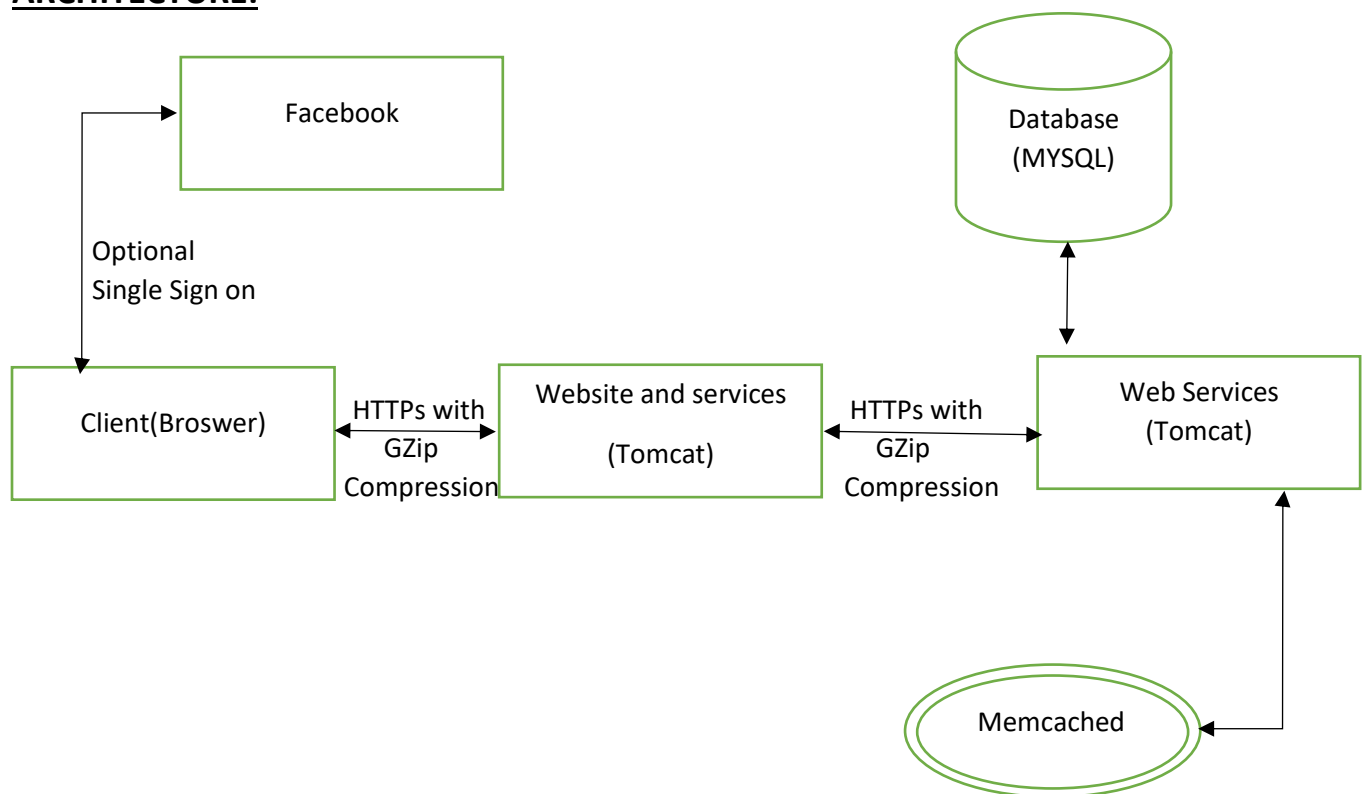 ARCHITECTURE:
Facebook
Database
(MYSQL)
Optional
Single Sign on
Client(Broswer)
HTTPs with
GZip
Compression
Website and services
(Tomcat)
HTTPs with
GZip
Compression
Web Services
(Tomcat)
Memcached